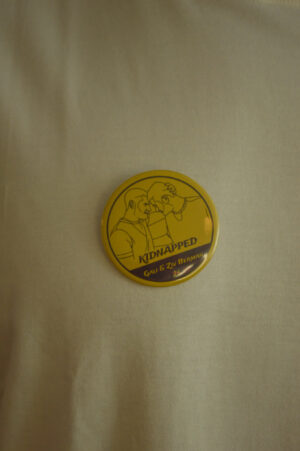 KIDNAPPED
GALI & ZIV BERMAN